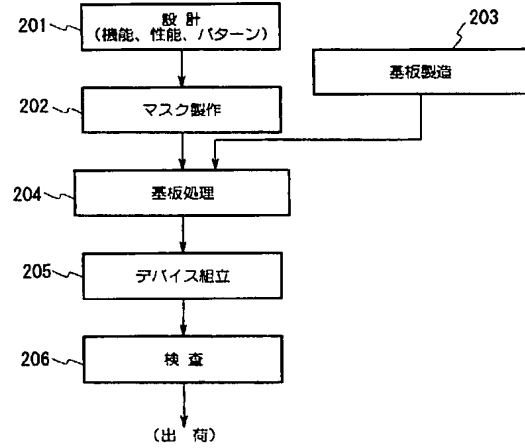 201
設 計
(機能、性能、パターン)
203
基板製造
202
マスク製作
204
基板処理
205
デバイス組立
206
検 査
(出 荷)